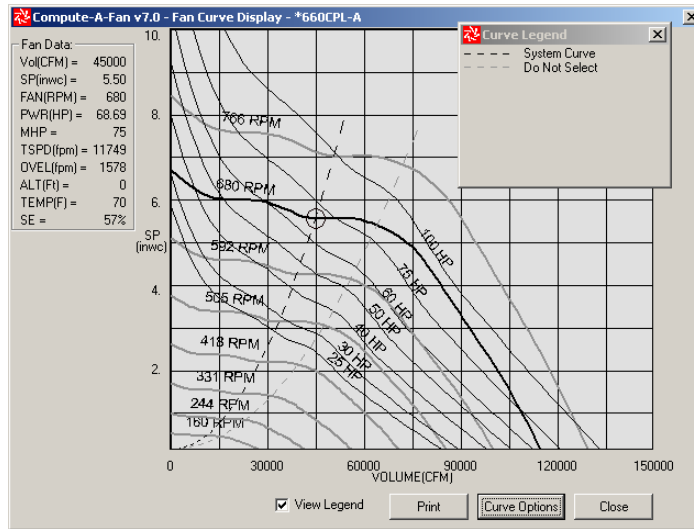 Compute-A-Fan v7.0 - Fan Curve Display - *660CPL-A
Fan Data:
Vol(CFM) = 45000
SP(inwc) = 5.50
FAN(RPM) = 680
PWR(HP) = 68.69
MHP = 75
TSPD(fpm) = 11749
OVEL(fpm) = 1578
ALT(Ft) = 0
TEMP(F) = 70
SE = 57%
Curve Legend
System Curve
Do Not Select
10.
8.
6.
SP
(inwc)
4.
2.
766 RPM
680 RPM
592 RPM
505 RPM
418 RPM
331 RPM
244 RPM
160 RPM
100 HP
75 HP
60 HP
50 HP
40 HP
30 HP
25 HP
0 30000 60000 90000 120000 150000
VOLUME(CFM)
View Legend
Print
Curve Options
Close